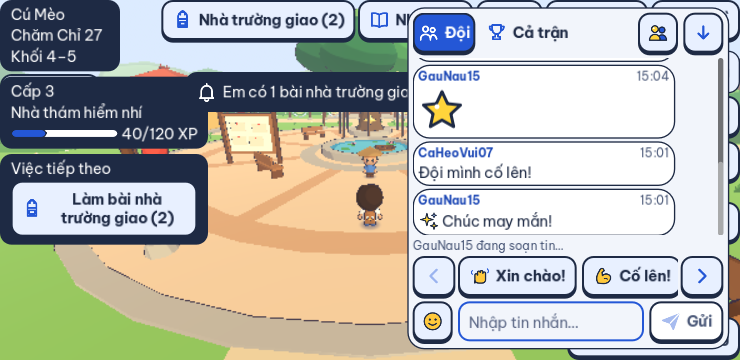 Cú Mèo
Chăm Chỉ 27
Khối 4–5
Cấp 3
Nhà thám hiểm nhí
40/120 XP
Việc tiếp theo
Làm bài nhà
trường giao (2)
Nhà trường giao (2)
Em có 1 bài nhà trường
Đội
Cả trận
GauNau15 15:04
CaHeoVui07 15:01
Đội mình cố lên!
GauNau15 15:01
Chúc may mắn!
GauNau15 đang soạn tin...
Xin chào!
Cố lên!
Nhập tin nhắn...
Gửi